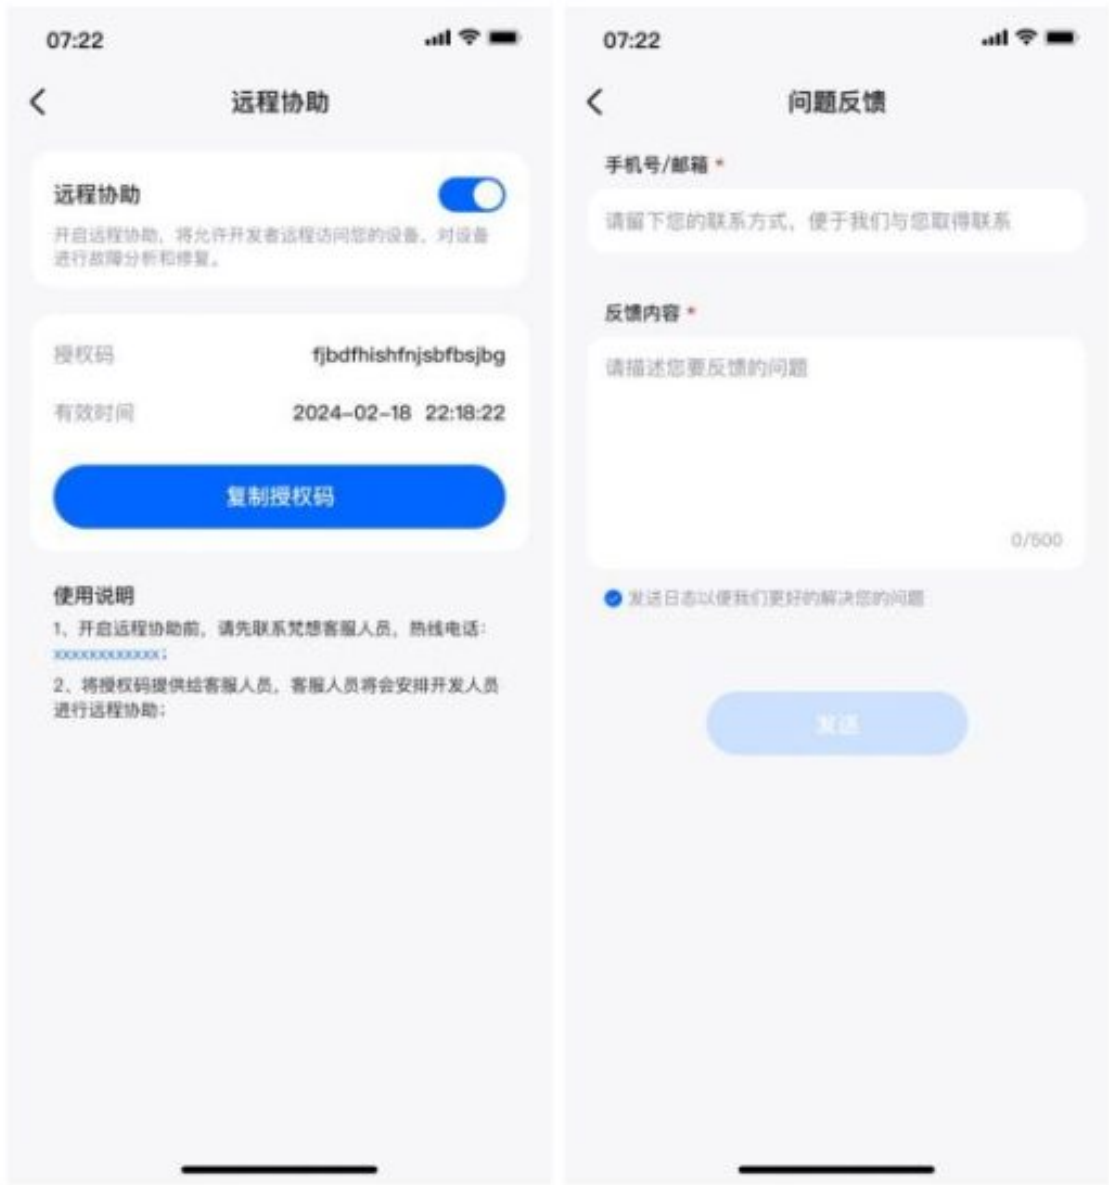 07:22
远程协助
远程协助
开启远程协助，将允许开发者远程访问您的设备，对设备
进行故障分析和修复。
授权码 fjbdfhishfnjsbfbsjbg
有效时间 2024-02-18 22:18:22
复制授权码
使用说明
1、开启远程协助前，请先联系梵想客服人员，热线电话：
xxxxxxxxxxxx；
2、将授权码提供给客服人员，客服人员将会安排开发人员
进行远程协助；
07:22
问题反馈
手机号/邮箱 *
请留下您的联系方式，便于我们与您取得联系
反馈内容 *
请描述您要反馈的问题
0/500
发送日志以便我们更好的解决您的问题
发送